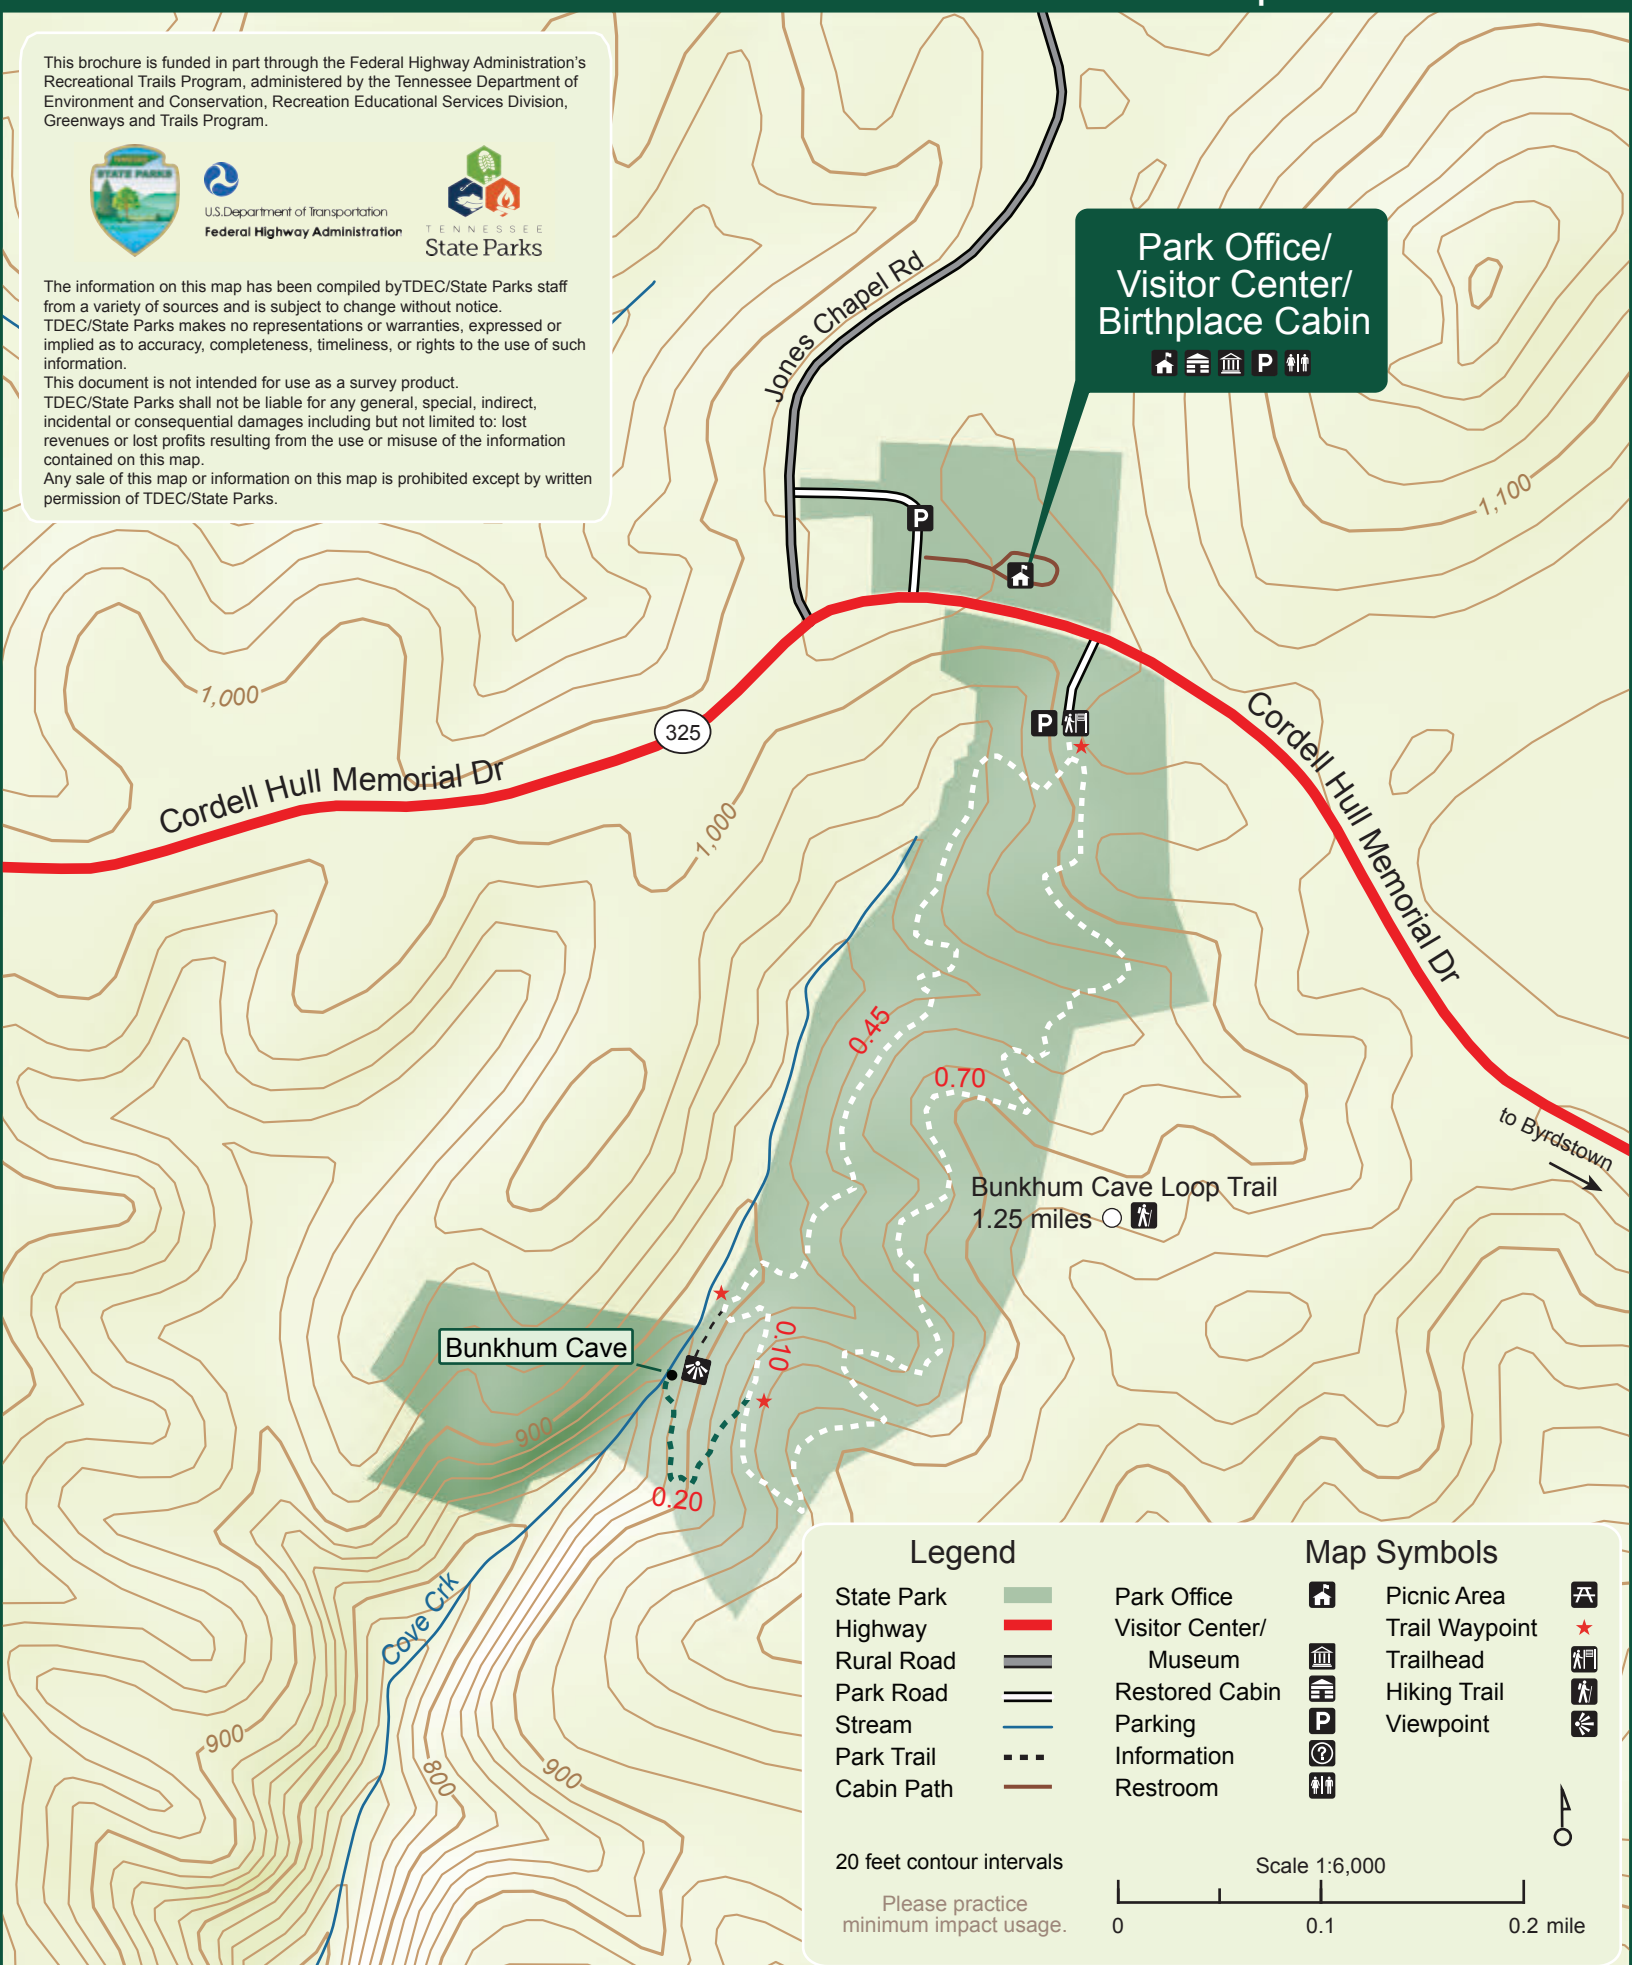 This brochure is funded in part through the Federal Highway Administration's
Recreational Trails Program, administered by the Tennessee Department of
Environment and Conservation, Recreation Educational Services Division,
Greenways and Trails Program.
TENNESSEE
STATE PARKS
U.S.Department of Transportation
Federal Highway Administration
TENNESSEE
State Parks
The information on this map has been compiled byTDEC/State Parks staff
from a variety of sources and is subject to change without notice.
TDEC/State Parks makes no representations or warranties, expressed or
implied as to accuracy, completeness, timeliness, or rights to the use of such
information.
This document is not intended for use as a survey product.
TDEC/State Parks shall not be liable for any general, special, indirect,
incidental or consequential damages including but not limited to: lost
revenues or lost profits resulting from the use or misuse of the information
contained on this map.
Any sale of this map or information on this map is prohibited except by written
permission of TDEC/State Parks.
Jones Chapel Rd
Park Office/
Visitor Center/
Birthplace Cabin
P
1,100
P
1,000
325
P
Cordell Hull Memorial Dr
Cordell Hull Memorial Dr
1,000
0.45
0.70
to Byrdstown
Bunkhum Cave Loop Trail
1.25 miles
Bunkhum Cave
0.10
900
0.20
Cove Crk
900
800
900
Legend
State Park
Highway
Rural Road
Park Road
Stream
Park Trail
Cabin Path
Map Symbols
Park Office
Visitor Center/
Museum
Restored Cabin
Parking
P
Information
?
Restroom
Picnic Area
Trail Waypoint
Trailhead
Hiking Trail
Viewpoint
20 feet contour intervals
Please practice
minimum impact usage.
Scale 1:6,000
0 0.1 0.2 mile